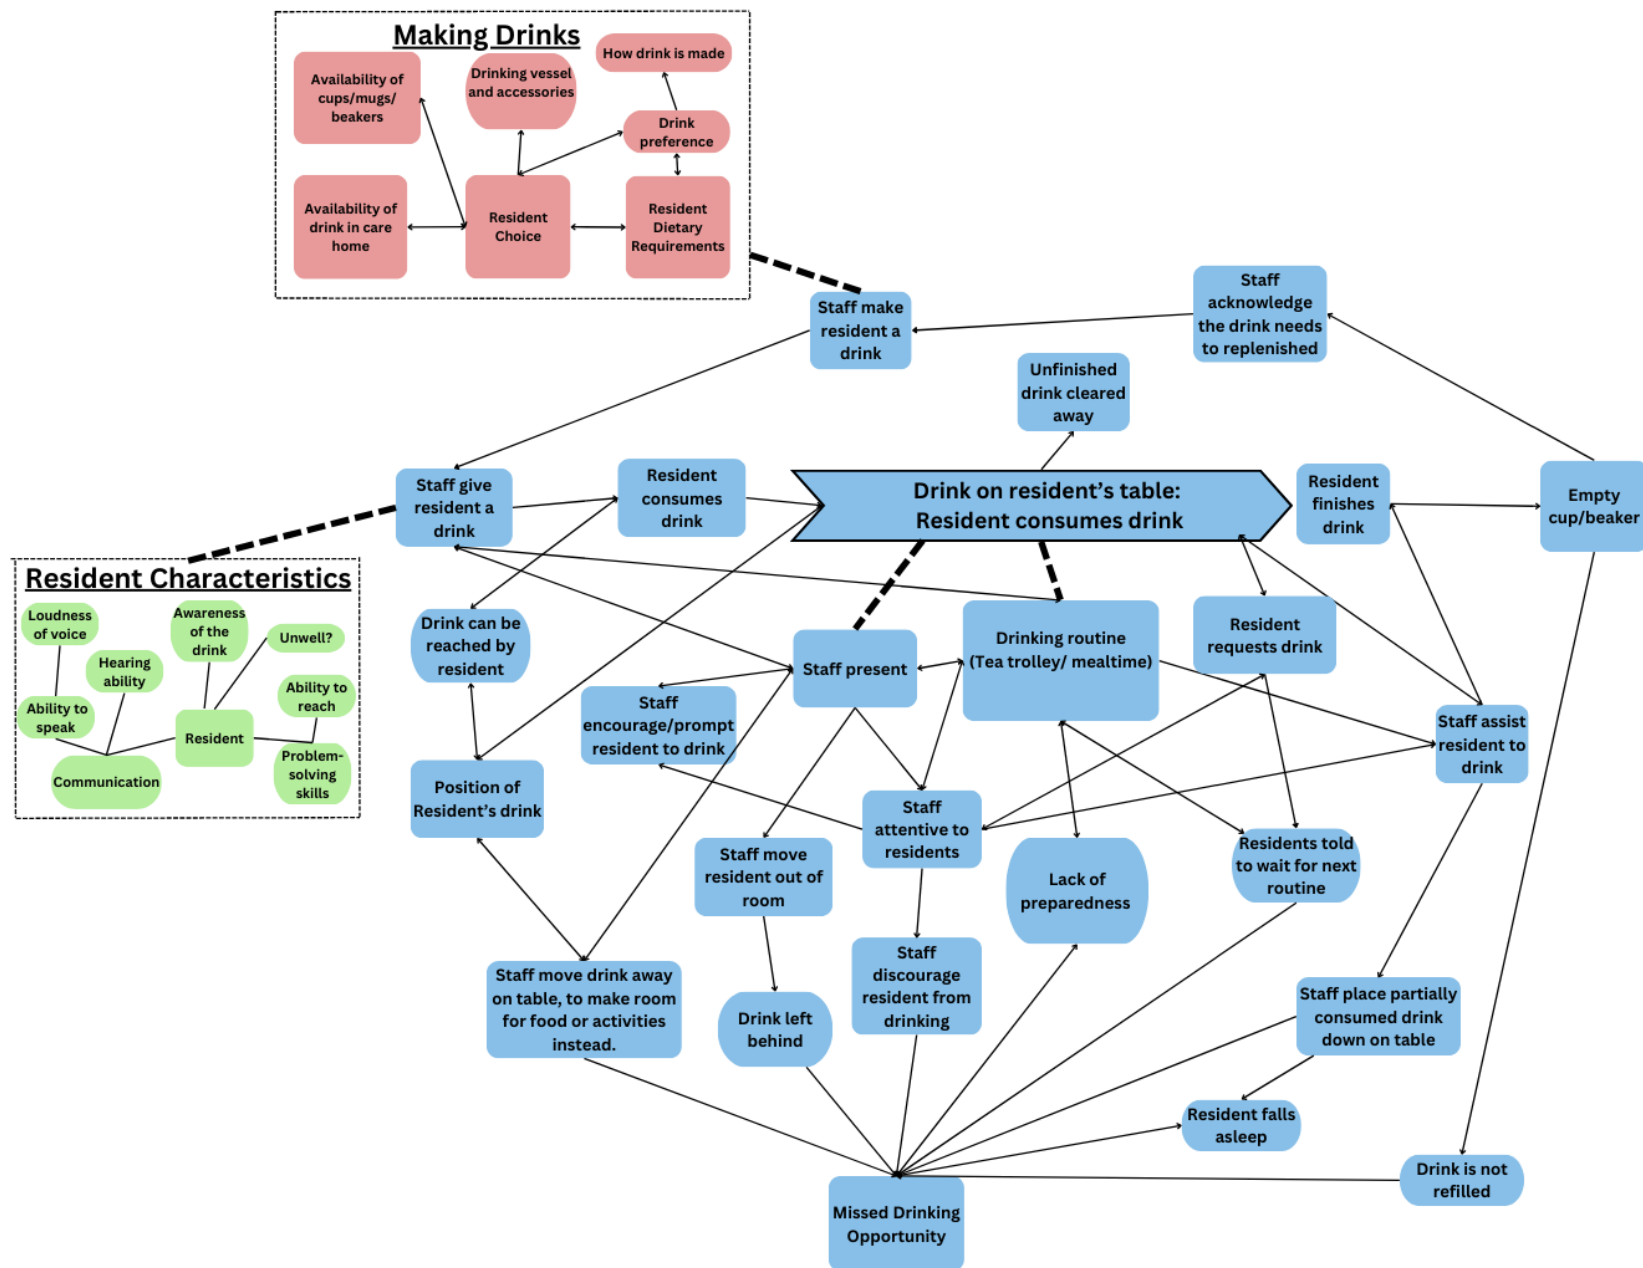 Making Drinks
How drink is made
Availability of
cups/mugs/
beakers
Drinking vessel
and accessories
Drink
preference
Availability of
drink in care
home
Resident
Choice
Resident
Dietary
Requirements
Staff make
resident a
drink
Staff
acknowledge
the drink needs
to replenished
Unfinished
drink cleared
away
Staff give
resident a
drink
Resident
consumes
drink
Drink on resident's table:
Resident consumes drink
Resident
finishes
drink
Empty
cup/beaker
Resident Characteristics
Loudness
of voice
Awareness
of the
drink
Unwell?
Hearing
ability
Ability to
speak
Resident
Ability to
reach
Communication
Problem-
solving
skills
Drink can be
reached by
resident
Staff present
Drinking routine
(Tea trolley/ mealtime)
Resident
requests drink
Staff
encourage/prompt
resident to drink
Staff assist
resident to
drink
Position of
Resident's drink
Staff
attentive to
residents
Staff move
resident out of
room
Lack of
preparedness
Residents told
to wait for next
routine
Staff move drink away
on table, to make room
for food or activities
instead.
Drink left
behind
Staff
discourage
resident from
drinking
Staff place partially
consumed drink
down on table
Resident falls
asleep
Drink is not
refilled
Missed Drinking
Opportunity